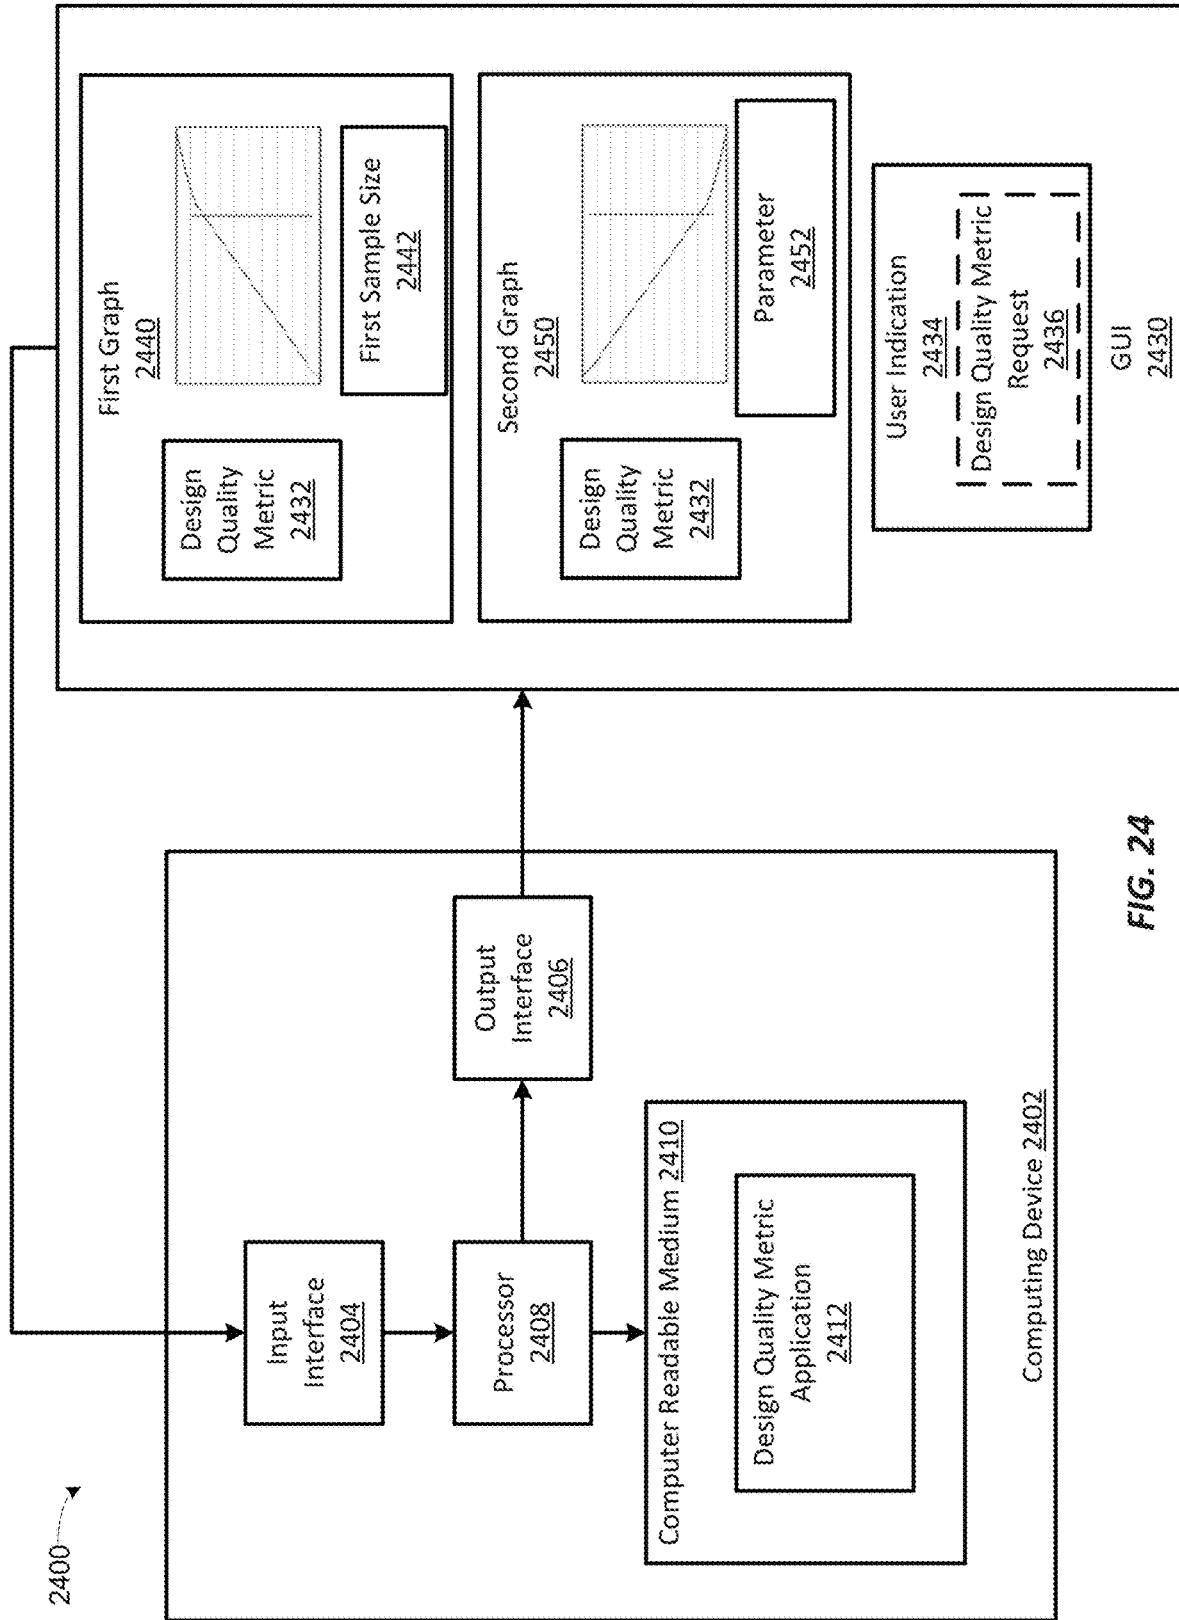 2400
Input
Interface
2404
Processor
2408
Output
Interface
2406
Computer Readable Medium 2410
Design Quality Metric
Application
2412
Computing Device 2402
First Graph
2440
Design
Quality
Metric
2432
First Sample Size
2442
Second Graph
2450
Design
Quality
Metric
2432
Parameter
2452
User Indication
2434
Design Quality Metric
Request
2436
GUI
2430
FIG. 24